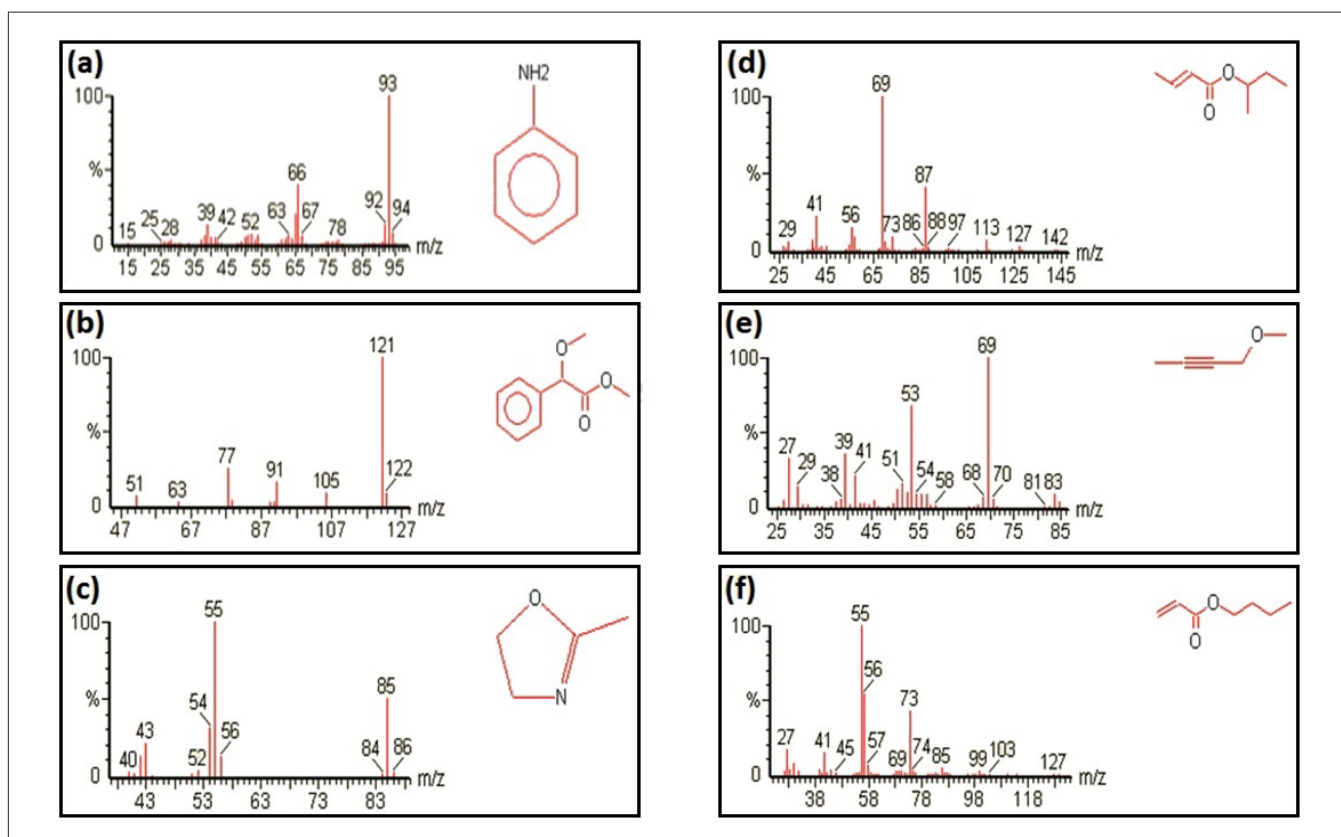 (a)
NH2
100
%
0
15
25
28
39
42
52
63
66
67
78
92
93
94
m/z
15 25 35 45 55 65 75 85 95
(b)
O
O
O
100
%
0
51
63
77
91
105
121
122
m/z
47 67 87 107 127
(c)
O
N
100
%
0
40
43
52
54
55
56
84
85
86
m/z
43 53 63 73 83
(d)
O
O
100
%
0
29
41
56
69
73
86
87
88
97
113
127
142
m/z
25 45 65 85 105 125 145
(e)
O
100
%
0
27
29
38
39
41
51
53
54
58
68
69
70
81
83
m/z
25 35 45 55 65 75 85
(f)
O
O
100
%
0
27
41
45
55
56
57
69
73
74
85
99
103
127
m/z
38 58 78 98 118